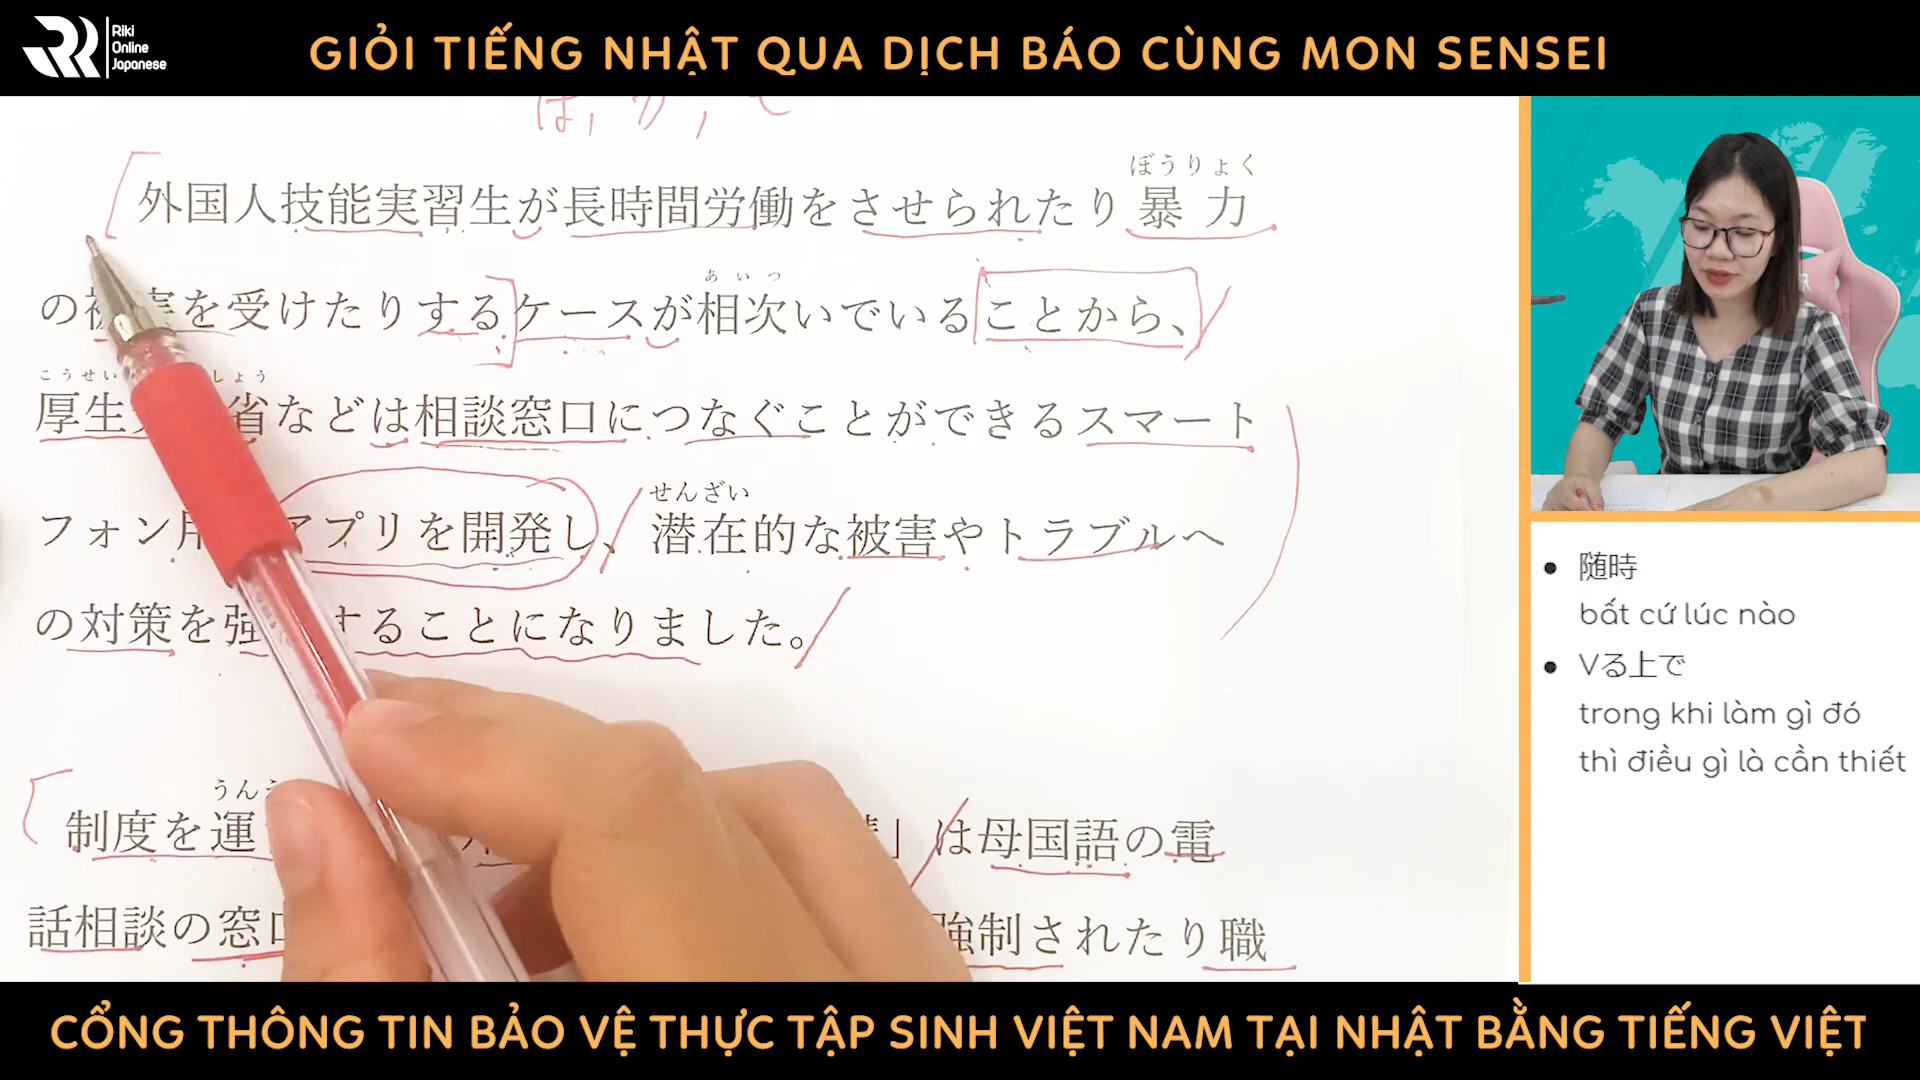 Riki
Online
Japanese
GIỎI TIẾNG NHẬT QUA DỊCH BÁO CÙNG MON SENSEI
は, が, で
ぼうりょく
外国人技能実習生が長時間労働をさせられたり暴力
あいつ
の を受けたりするケースが相次いでいることから、
こうせい しょう
厚生 省などは相談窓口につなぐことができるスマート
せんざい
フォン アプリを開発し、潜在的な被害やトラブルへ
の対策を強 することになりました。
うん
制度を運 」は母国語の電
話相談の窓口 強制されたり職
随時
bất cứ lúc nào
Vる上で
trong khi làm gì đó
thì điều gì là cần thiết
CỔNG THÔNG TIN BẢO VỆ THỰC TẬP SINH VIỆT NAM TẠI NHẬT BẰNG TIẾNG VIỆT